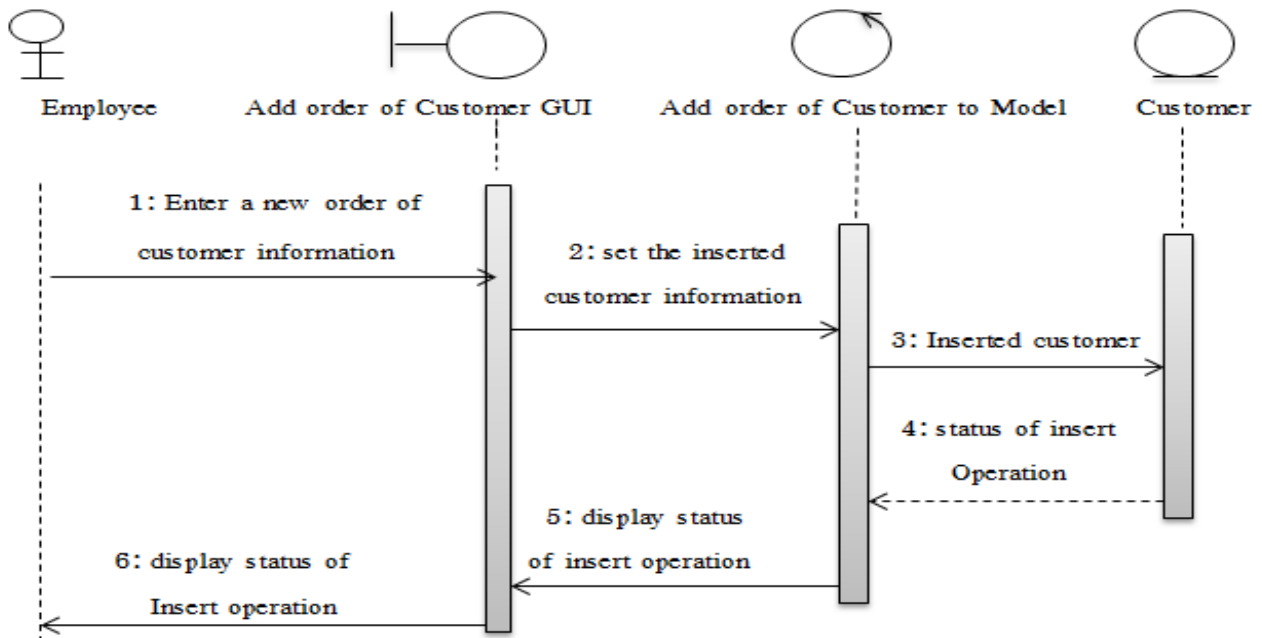 Employee
Add order of Customer GUI
Add order of Customer to Model
Customer
1: Enter a new order of
customer information
2: set the inserted
customer information
3: Inserted customer
4: status of insert
Operation
5: display status
of insert operation
6: display status of
Insert operation